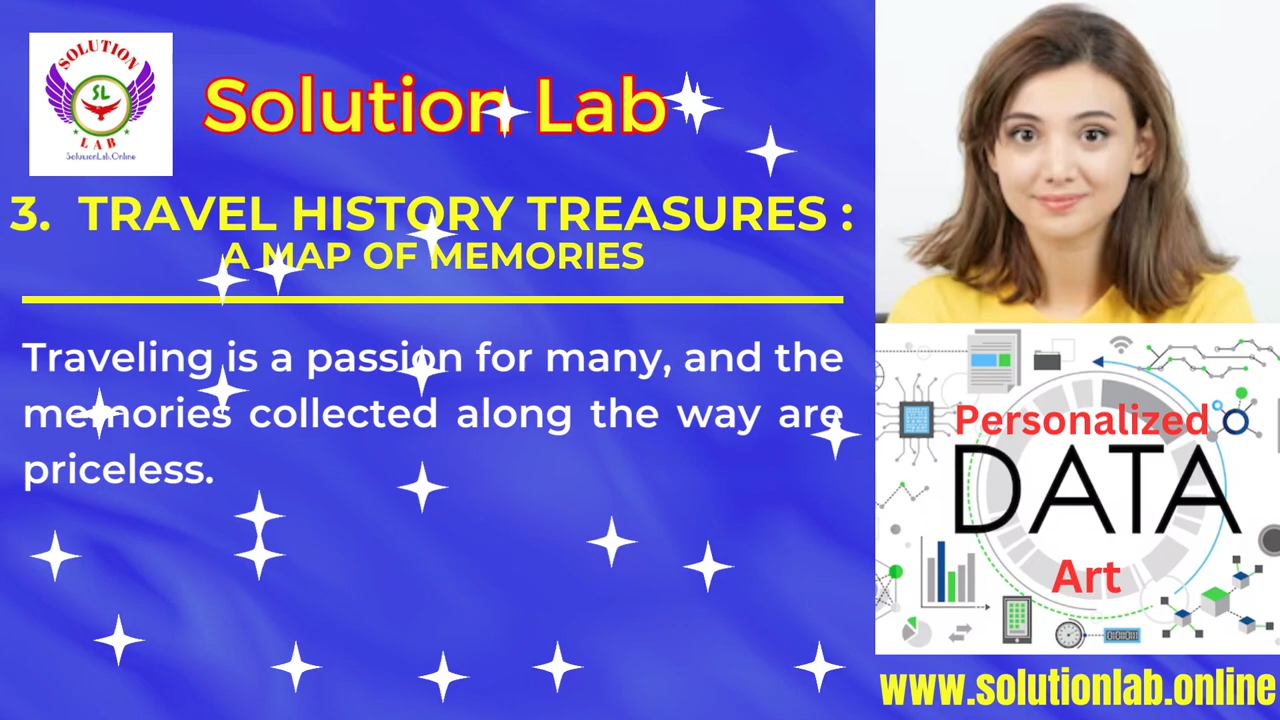 SOLUTION
SL
LAB
SolutionLab.Online
Solution Lab
3. TRAVEL HISTORY TREASURES :
A MAP OF MEMORIES
Traveling is a passion for many, and the
memories collected along the way are
priceless.
Personalized
DATA
Art
www.solutionlab.online